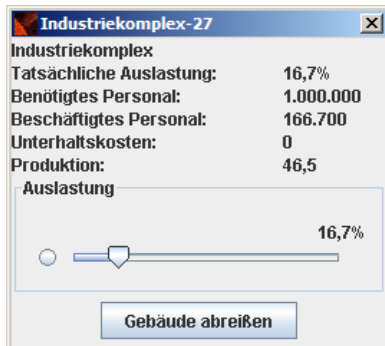 Industriekomplex-27
Industriekomplex
Tatsächliche Auslastung: 16,7%
Benötigtes Personal: 1.000.000
Beschäftigtes Personal: 166.700
Unterhaltskosten: 0
Produktion: 46,5
Auslastung
16,7%
Gebäude abreißen